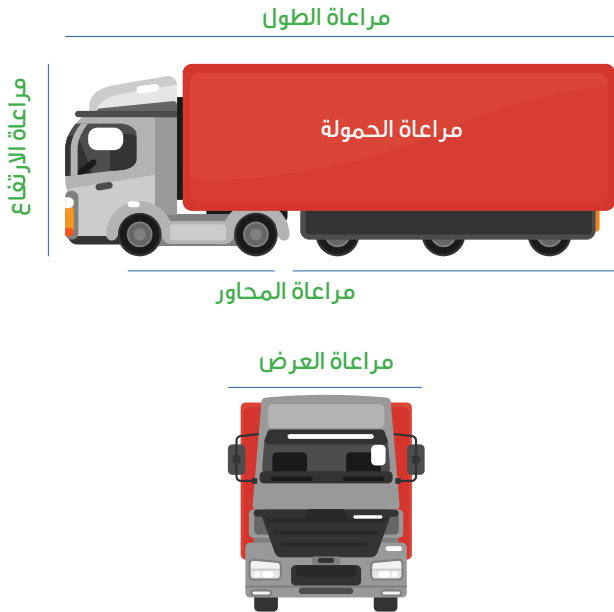 مراعاة الطول
مراعاة الارتفاع
مراعاة الحمولة
مراعاة المحاور
مراعاة العرض